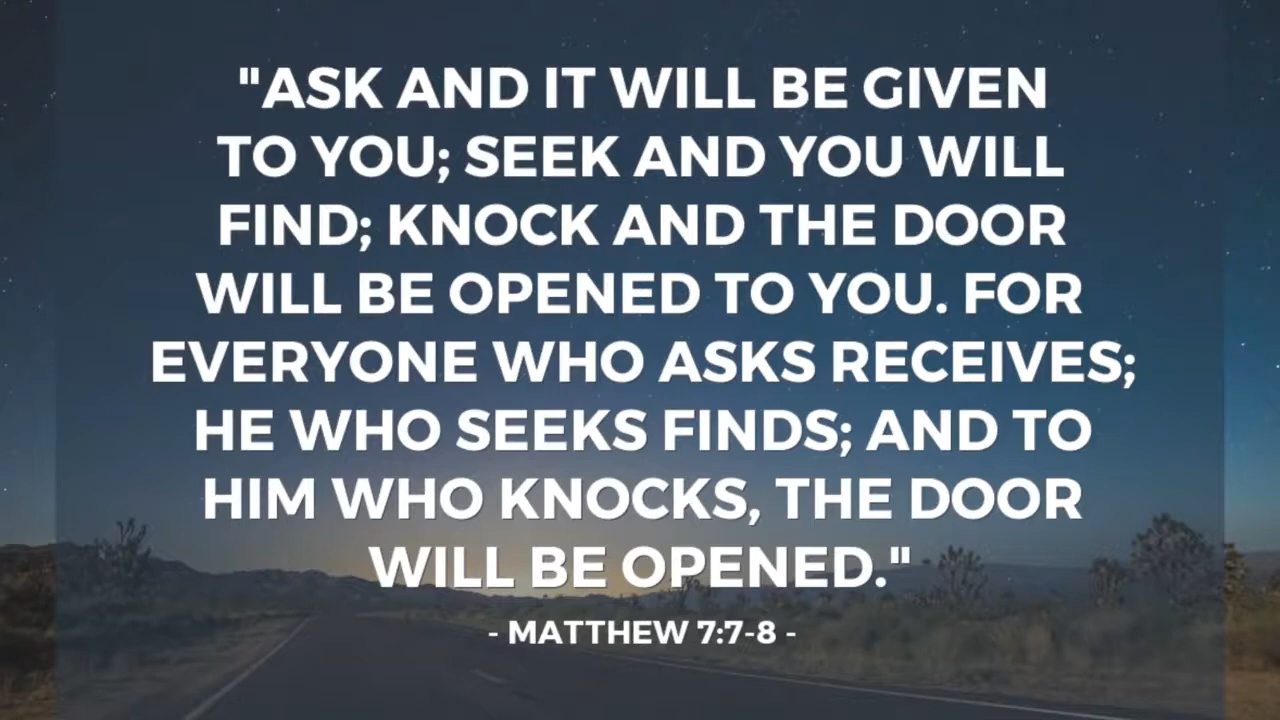 "ASK AND IT WILL BE GIVEN
TO YOU; SEEK AND YOU WILL
FIND; KNOCK AND THE DOOR
WILL BE OPENED TO YOU. FOR
EVERYONE WHO ASKS RECEIVES;
HE WHO SEEKS FINDS; AND TO
HIM WHO KNOCKS, THE DOOR
WILL BE OPENED."
- MATTHEW 7:7-8 -